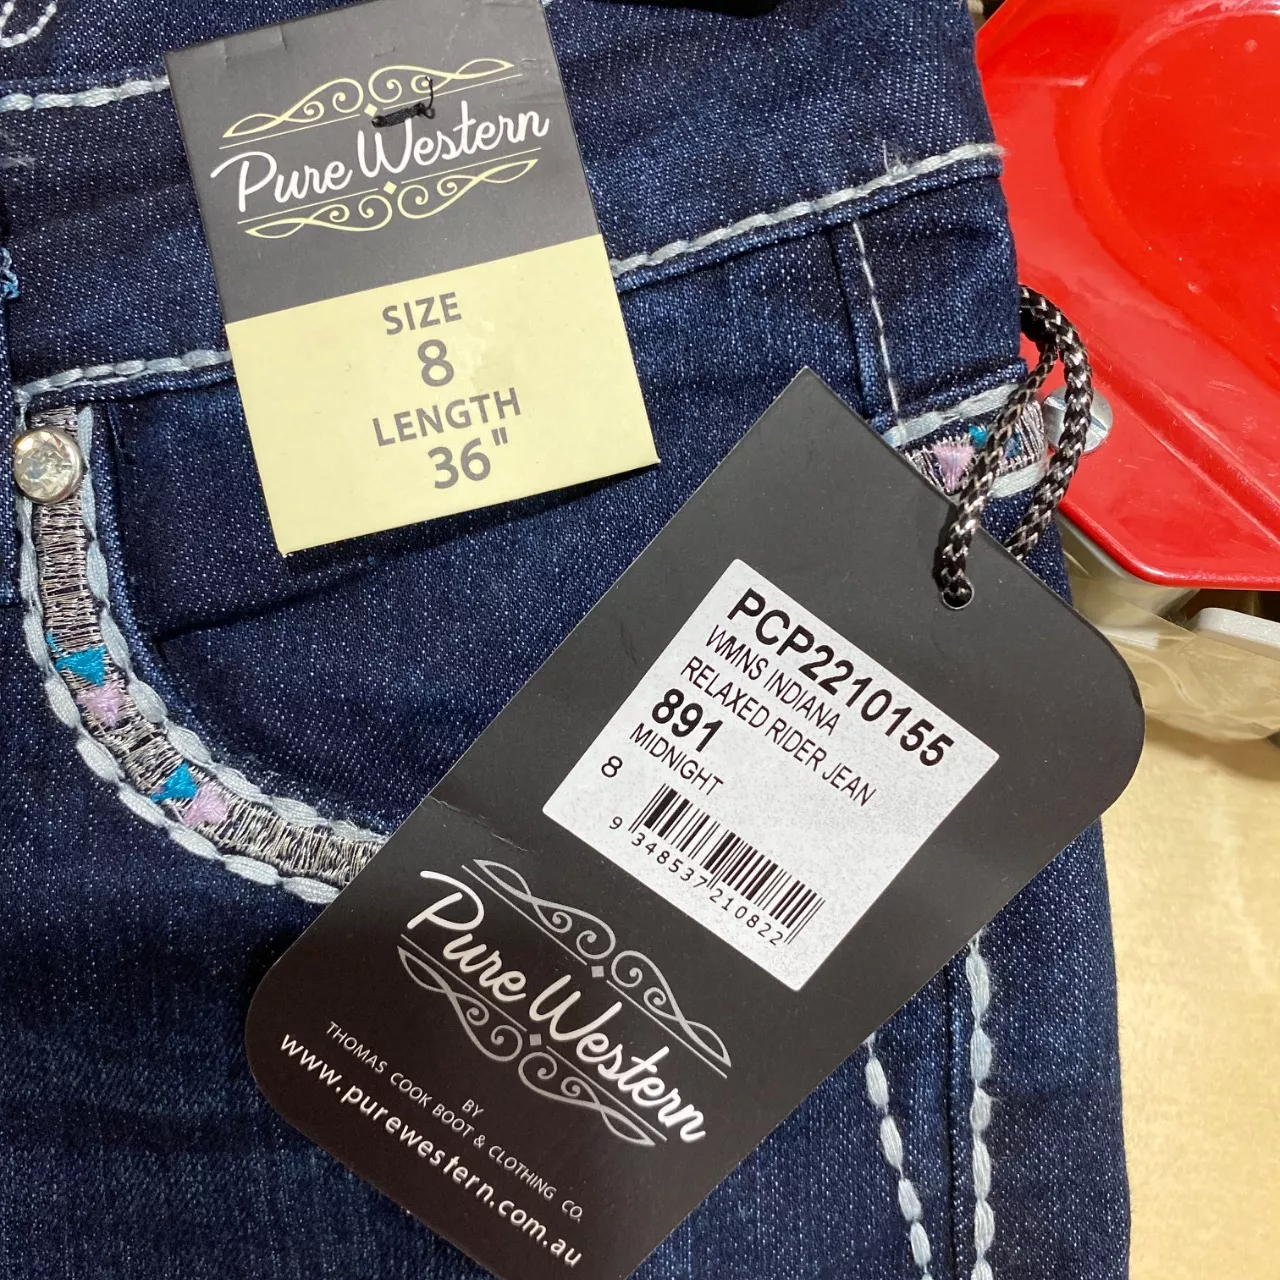 Pure Western
SIZE
8
LENGTH
36"
PCP2210155
WMNS INDIANA
RELAXED RIDER JEAN
891
MIDNIGHT
8
9 348537 210822
Pure Western
BY
THOMAS COOK BOOT & CLOTHING CO.
www.purewestern.com.au